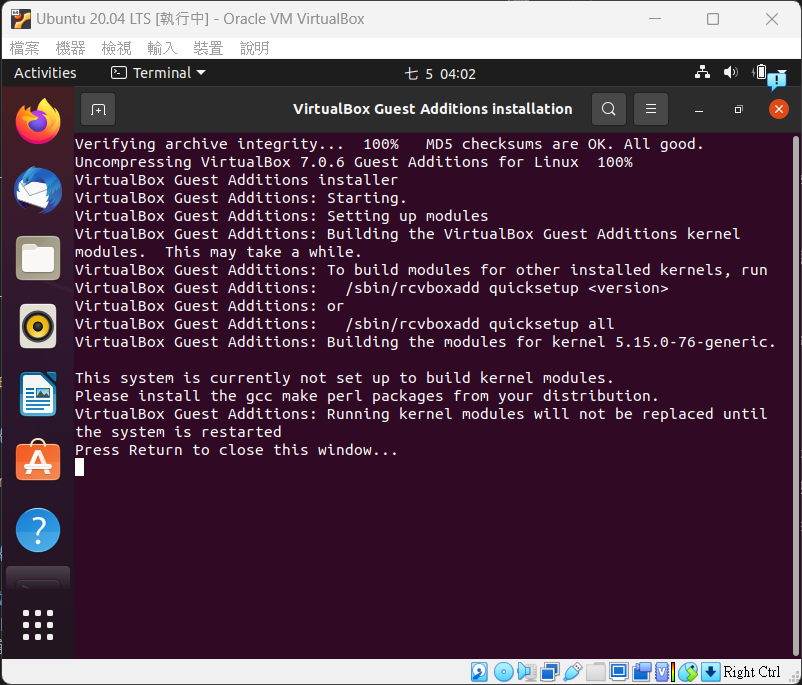 Ubuntu 20.04 LTS [執行中] - Oracle VM VirtualBox
檔案 機器 檢視 輸入 裝置 說明
Activities Terminal 七 5 04:02
VirtualBox Guest Additions installation
Verifying archive integrity...  100%   MD5 checksums are OK. All good.
Uncompressing VirtualBox 7.0.6 Guest Additions for Linux  100%
VirtualBox Guest Additions installer
VirtualBox Guest Additions: Starting.
VirtualBox Guest Additions: Setting up modules
VirtualBox Guest Additions: Building the VirtualBox Guest Additions kernel
modules.  This may take a while.
VirtualBox Guest Additions: To build modules for other installed kernels, run
VirtualBox Guest Additions:   /sbin/rcvboxadd quicksetup <version>
VirtualBox Guest Additions: or
VirtualBox Guest Additions:   /sbin/rcvboxadd quicksetup all
VirtualBox Guest Additions: Building the modules for kernel 5.15.0-76-generic.
This system is currently not set up to build kernel modules.
Please install the gcc make perl packages from your distribution.
VirtualBox Guest Additions: Running kernel modules will not be replaced until
the system is restarted
Press Return to close this window...
Right Ctrl